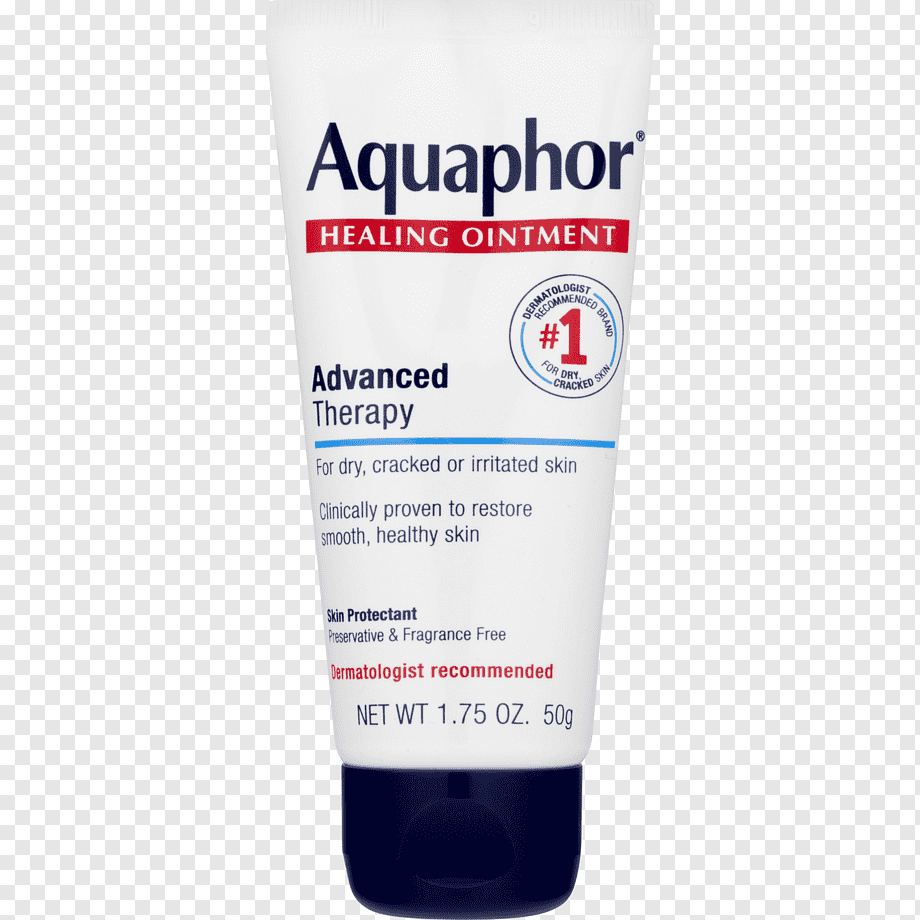 Aquaphor®
HEALING OINTMENT
DERMATOLOGIST
RECOMMENDED BRAND
#1
FOR DRY,
CRACKED SKIN
Advanced
Therapy
For dry, cracked or irritated skin
Clinically proven to restore
smooth, healthy skin
Skin Protectant
Preservative & Fragrance Free
Dermatologist recommended
NET WT 1.75 OZ. 50g